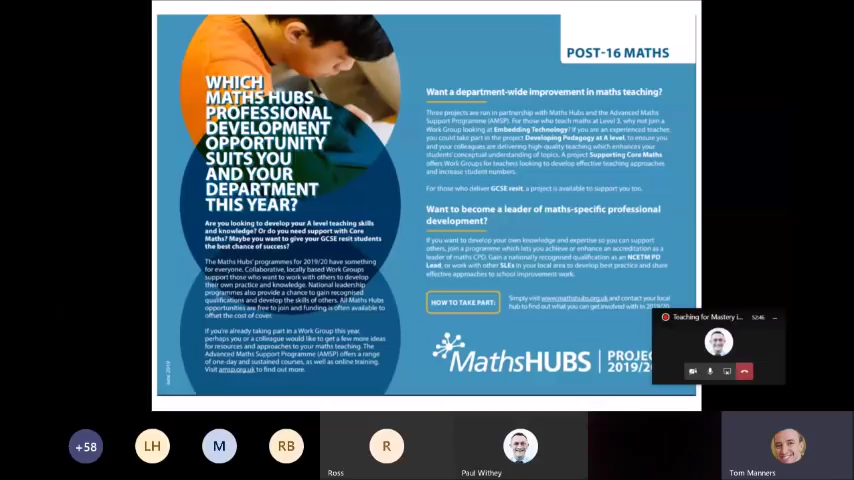 POST-16 MATHS
WHICH
MATHS HUBS
PROFESSIONAL
DEVELOPMENT
OPPORTUNITY
SUITS YOU
AND YOUR
DEPARTMENT
THIS YEAR?
Are you looking to develop your A level teaching skills
and knowledge? Or do you need support with Core
Maths? Maybe you want to give your GCSE resit students
the best chance of success?
The Maths Hubs' programmes for 2019/20 have something
for everyone. Collaborative, locally based Work Groups
support those who want to work with others to develop
their own practice and knowledge. National leadership
programmes also provide a chance to gain recognised
qualifications and develop the skills of others. All Maths Hubs
opportunities are free to join and funding is often available to
offset the cost of cover.
If you're already taking part in a Work Group this year,
perhaps you or a colleague would like to get a few more ideas
for resources and approaches to your maths teaching. The
Advanced Maths Support Programme (AMSP) offers a range
of one-day and sustained courses, as well as online training.
Visit amsp.org.uk to find out more.
June 2019
Want a department-wide improvement in maths teaching?
Three projects are run in partnership with Maths Hubs and the Advanced Maths
Support Programme (AMSP). For those who teach maths at Level 3, why not join a
Work Group looking at Embedding Technology? If you are an experienced teacher,
you could take part in the project Developing Pedagogy at A level, to ensure you
and your colleagues are delivering high-quality teaching which enhances your
students' conceptual understanding of topics. A project Supporting Core Maths
offers Work Groups for teachers looking to develop effective teaching approaches
and increase student numbers.
For those who deliver GCSE resit, a project is available to support you too.
Want to become a leader of maths-specific professional
development?
If you want to develop your own knowledge and expertise so you can support
others, join a programme which lets you achieve or enhance an accreditation as a
leader of maths CPD. Gain a nationally recognised qualification as an NCETM PD
Lead, or work with other SLEs in your local area to develop best practice and share
effective approaches to school improvement work.
HOW TO TAKE PART:
Simply visit www.mathshubs.org.uk and contact your local
hub to find out what you can get involved with in 2019/20.
MathsHUBS
PROJE
2019/2
Teaching for Mastery i...
52:46
+58
LH
M
RB
R
Ross
Paul Withey
Tom Manners